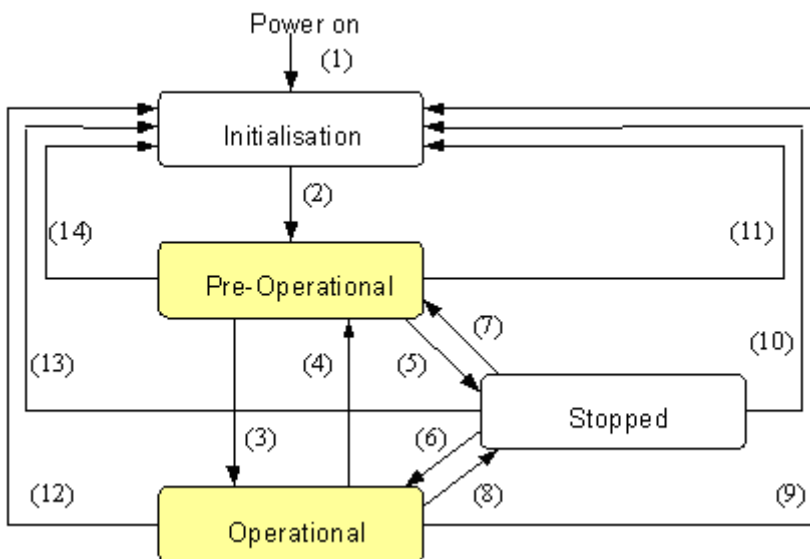 Power on
(1)
Initialisation
(2)
(14)
(11)
Pre-Operational
(7)
(13)
(4)
(5)
(10)
Stopped
(3)
(6)
(12)
(8)
(9)
Operational